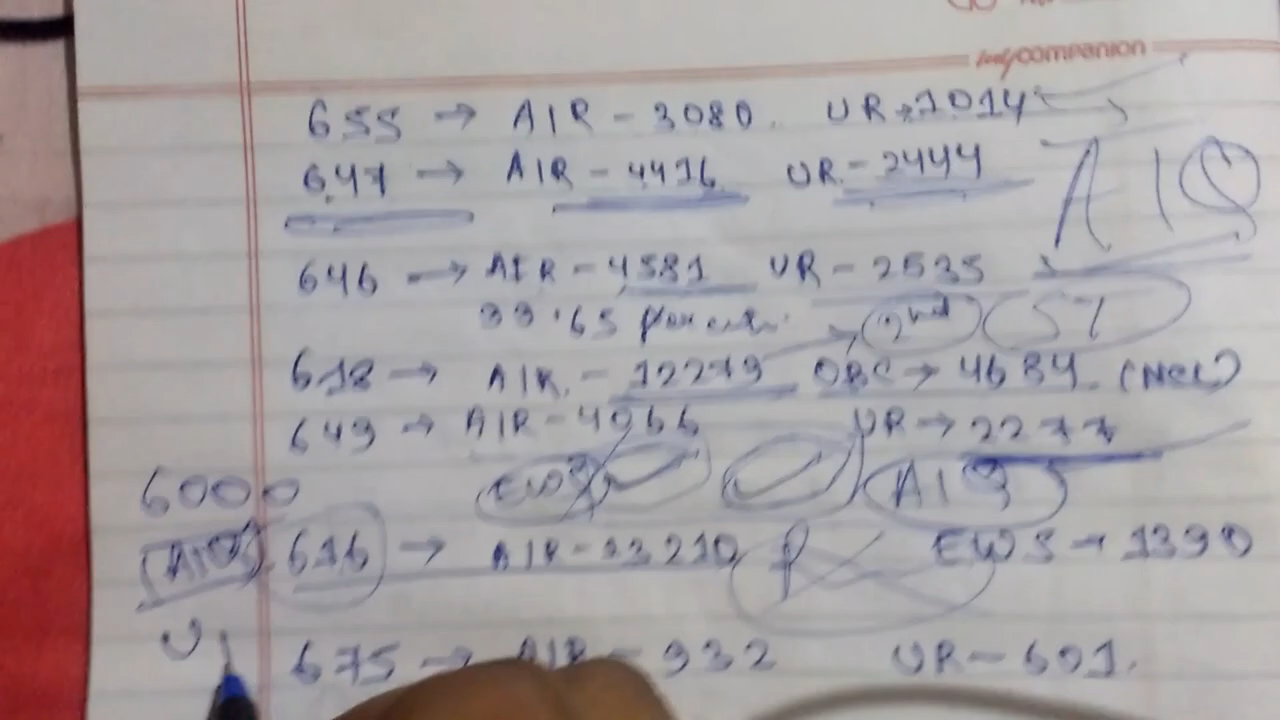 companion
655 → AIR - 3080. UR → 1014
647 → AIR - 4416 UR - 2444
AIQ
646 → AIR - 4581 UR - 2535
99.65 2nd
618 → AIR - 12279 OBC → 4684 (NCL)
649 → AIR - 4066 UR → 2277
6000 EWS AIQ
616 → AIR - 13210 EWS → 1390
U
675 → AIR - 932 UR - 601.